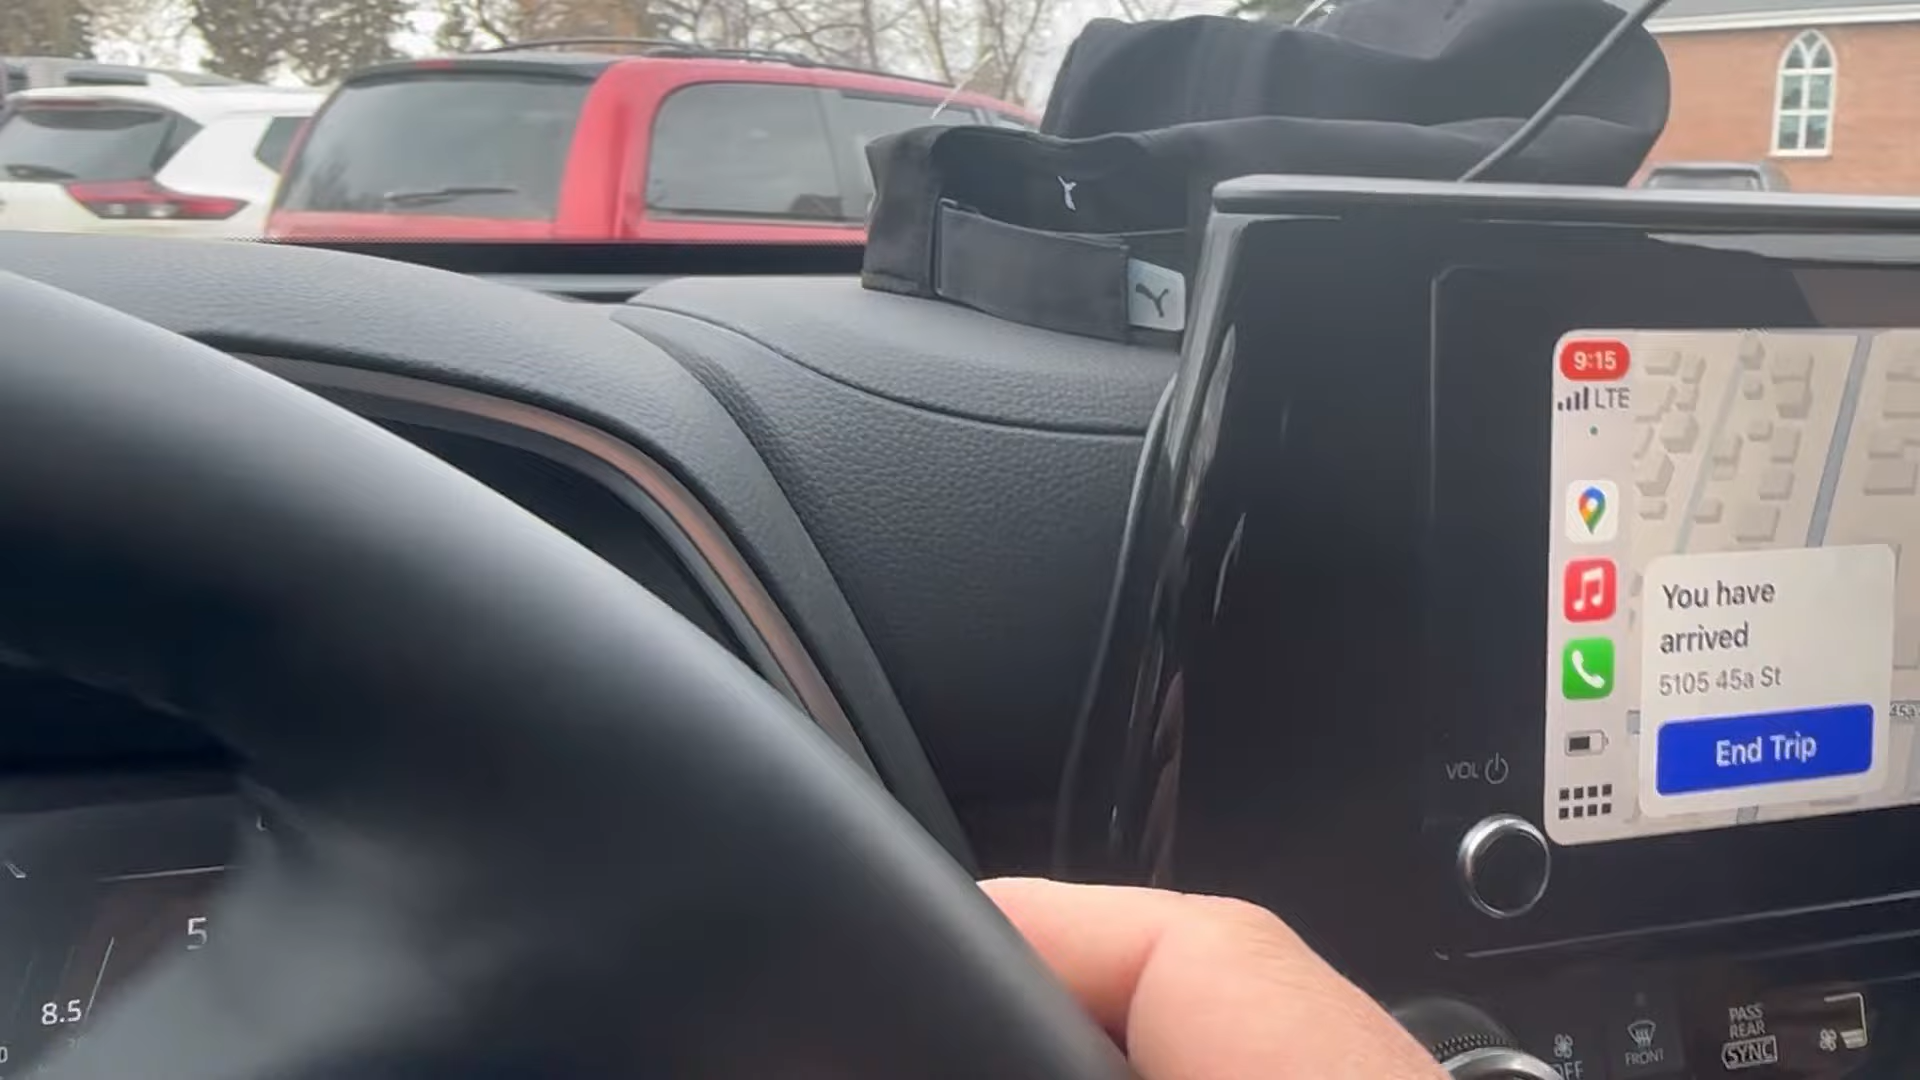 9:15
LTE
You have
arrived
5105 45a St
45a
End Trip
VOL
5
8.5
PASS
REAR
SYNC
FRONT
OFF